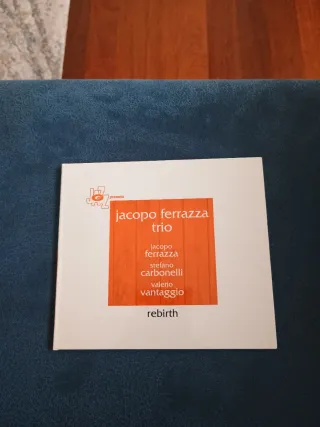 jacopo ferrazza
trio
jacopo
ferrazza
stefano
carbonelli
valerio
vantaggio
rebirth